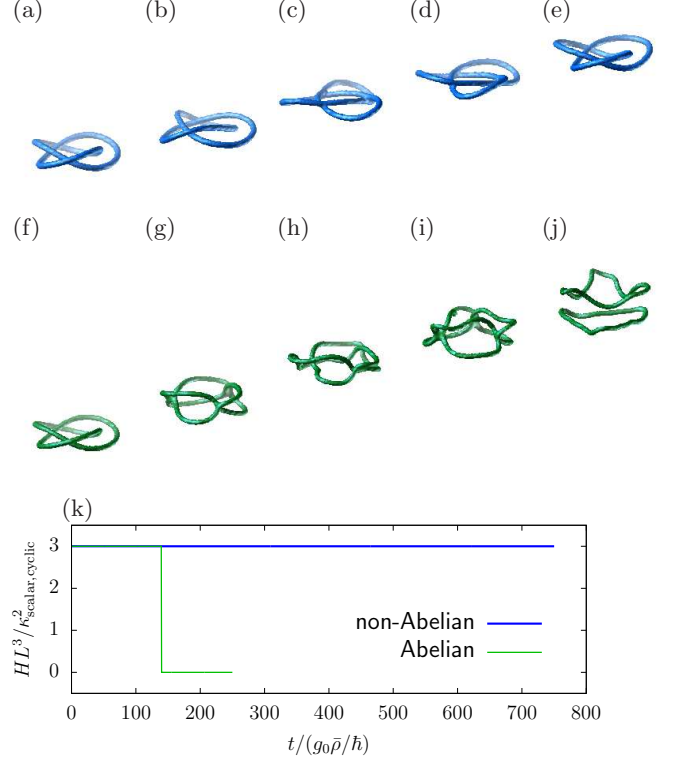 (a) (b) (c) (d) (e)
(f) (g) (h) (i) (j)
(k)
HL³/κ²scalar,cyclic
3
2
1
0
non-Abelian
Abelian
0 100 200 300 400 500 600 700 800
t/(g₀ρ̄/ħ)